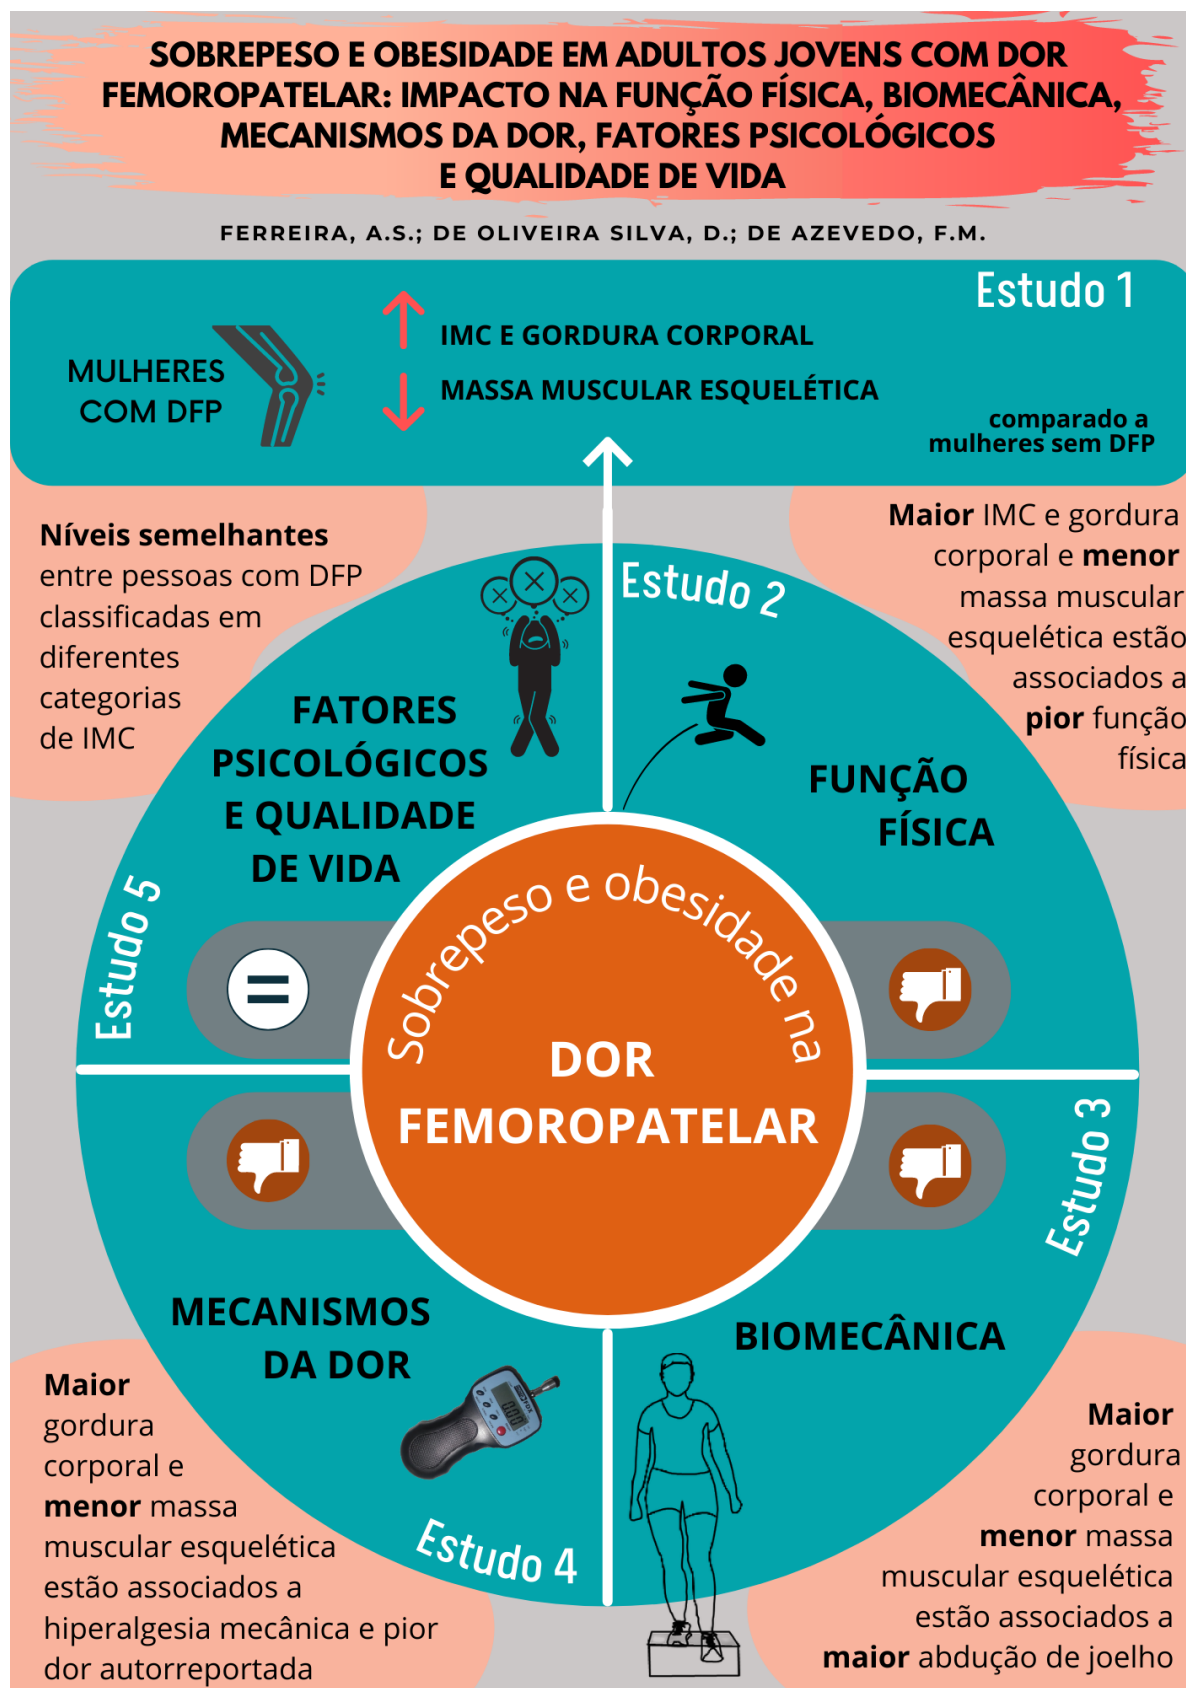 SOBREPESO E OBESIDADE EM ADULTOS JOVENS COM DOR
FEMOROPATELAR: IMPACTO NA FUNÇÃO FÍSICA, BIOMECÂNICA,
MECANISMOS DA DOR, FATORES PSICOLÓGICOS
E QUALIDADE DE VIDA
FERREIRA, A.S.; DE OLIVEIRA SILVA, D.; DE AZEVEDO, F.M.
Estudo 1
MULHERES
COM DFP
IMC E GORDURA CORPORAL
MASSA MUSCULAR ESQUELÉTICA
comparado a
mulheres sem DFP
Níveis semelhantes
entre pessoas com DFP
classificadas em
diferentes
categorias
de IMC
Estudo 2
Maior IMC e gordura
corporal e menor
massa muscular
esquelética estão
associados a
pior função
física
FATORES
PSICOLÓGICOS
E QUALIDADE
DE VIDA
FUNÇÃO
FÍSICA
Estudo 5
Sobrepeso e obesidade na
DOR
FEMOROPATELAR
Estudo 3
MECANISMOS
DA DOR
BIOMECÂNICA
0.00
Estudo 4
Maior
gordura
corporal e
menor massa
muscular esquelética
estão associados a
hiperalgesia mecânica e pior
dor autorreportada
Maior
gordura
corporal e
menor massa
muscular esquelética
estão associados a
maior abdução de joelho